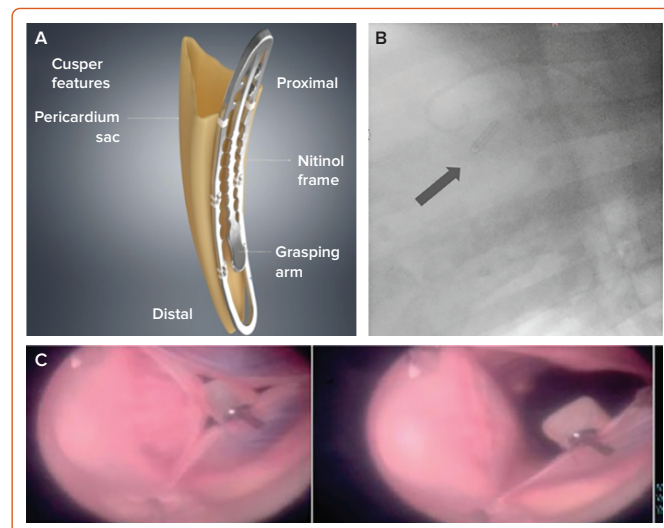 A
Cusper
features
Proximal
Pericardium
sac
Nitinol
frame
Grasping
arm
Distal
B
C